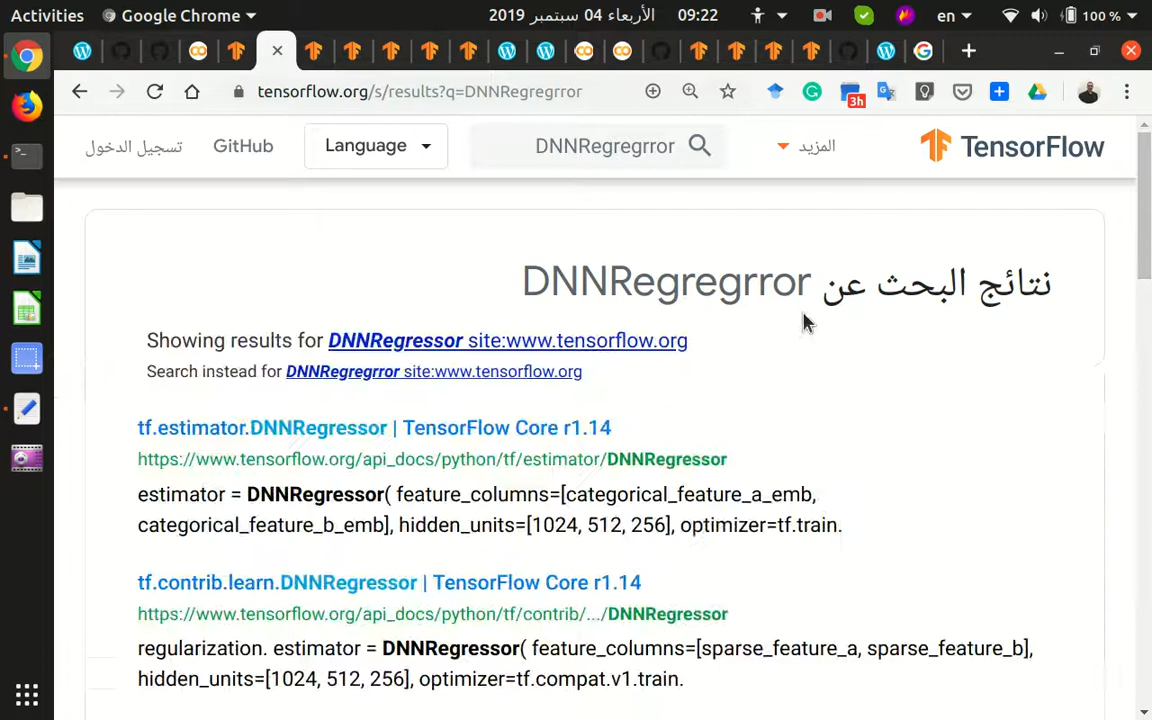 Activities Google Chrome الأربعاء 04 سبتمبر 2019 09:22 en 100 %
tensorflow.org/s/results?q=DNNRegregrror 3h
تسجيل الدخول GitHub Language DNNRegregrror المزيد TensorFlow
نتائج البحث عن DNNRegregrror
Showing results for DNNRegressor site:www.tensorflow.org
Search instead for DNNRegregrror site:www.tensorflow.org
tf.estimator.DNNRegressor | TensorFlow Core r1.14
https://www.tensorflow.org/api_docs/python/tf/estimator/DNNRegressor
estimator = DNNRegressor( feature_columns=[categorical_feature_a_emb,
categorical_feature_b_emb], hidden_units=[1024, 512, 256], optimizer=tf.train.
tf.contrib.learn.DNNRegressor | TensorFlow Core r1.14
https://www.tensorflow.org/api_docs/python/tf/contrib/.../DNNRegressor
regularization. estimator = DNNRegressor( feature_columns=[sparse_feature_a, sparse_feature_b],
hidden_units=[1024, 512, 256], optimizer=tf.compat.v1.train.